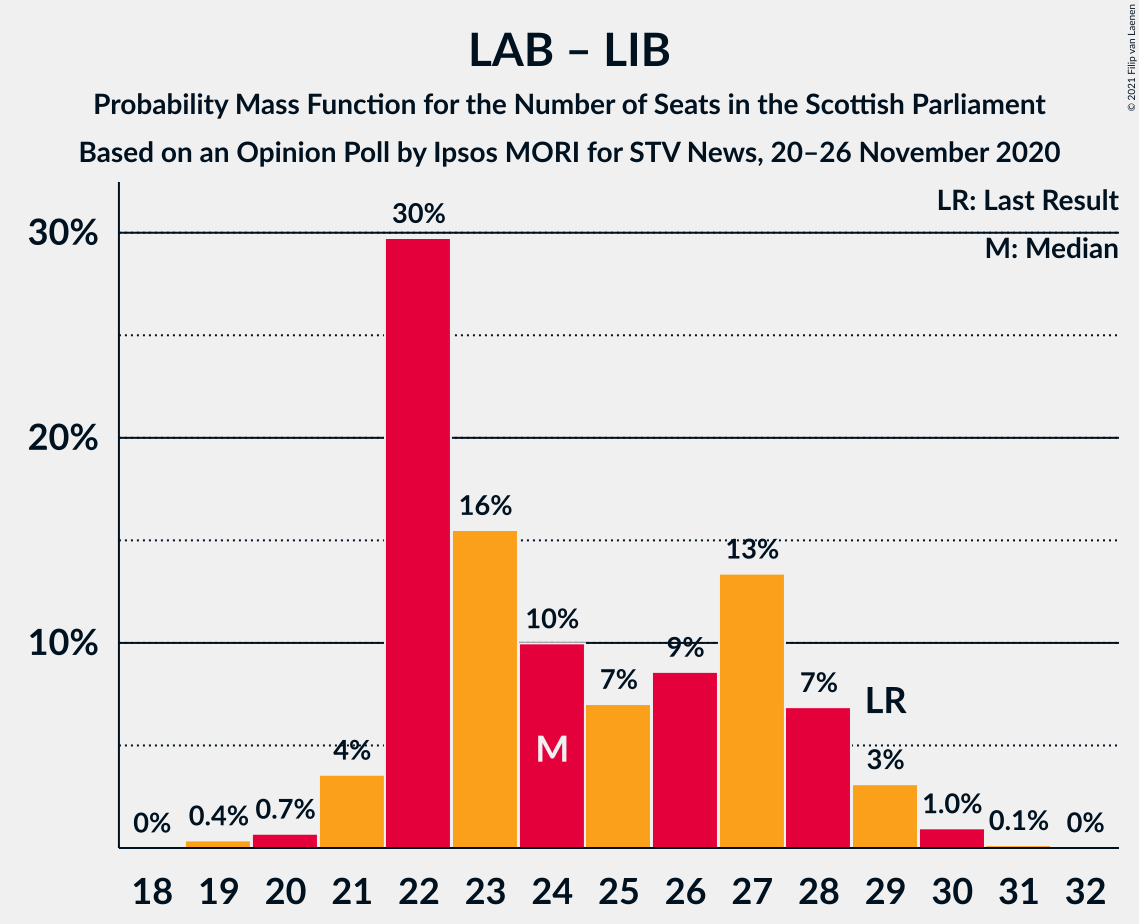 LAB – LIB
Probability Mass Function for the Number of Seats in the Scottish Parliament
Based on an Opinion Poll by Ipsos MORI for STV News, 20–26 November 2020
© 2021 Filip van Laenen
LR: Last Result
M: Median
30%
20%
10%
0%
0.4%
0.7%
4%
30%
16%
10%
7%
9%
13%
7%
3%
1.0%
0.1%
0%
M
LR
18 19 20 21 22 23 24 25 26 27 28 29 30 31 32